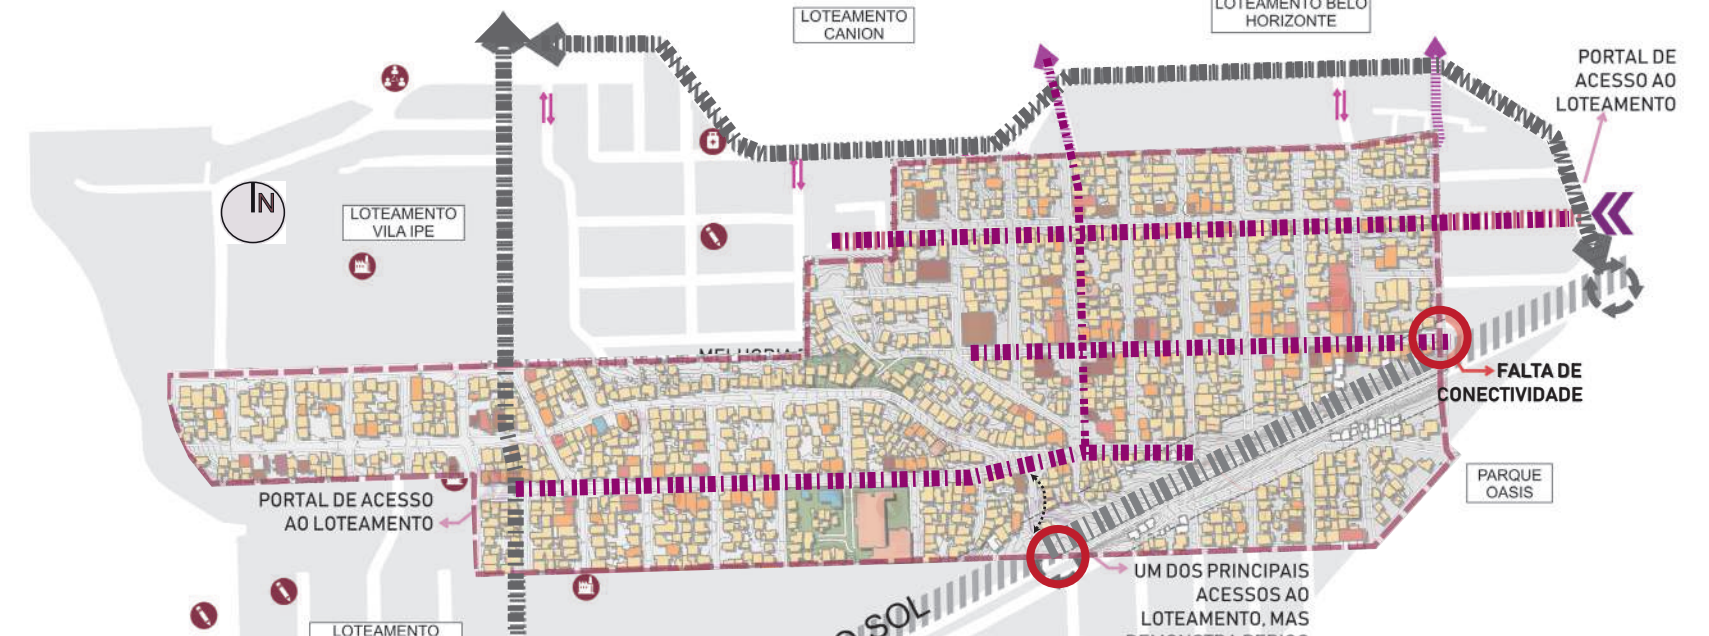 LOTEAMENTO
CANION
LOTEAMENTO BELO
HORIZONTE
PORTAL DE
ACESSO AO
LOTEAMENTO
N
LOTEAMENTO
VILA IPE
FALTA DE
CONECTIVIDADE
PORTAL DE ACESSO
AO LOTEAMENTO
PARQUE
OASIS
UM DOS PRINCIPAIS
ACESSOS AO
LOTEAMENTO, MAS
SOL
LOTEAMENTO